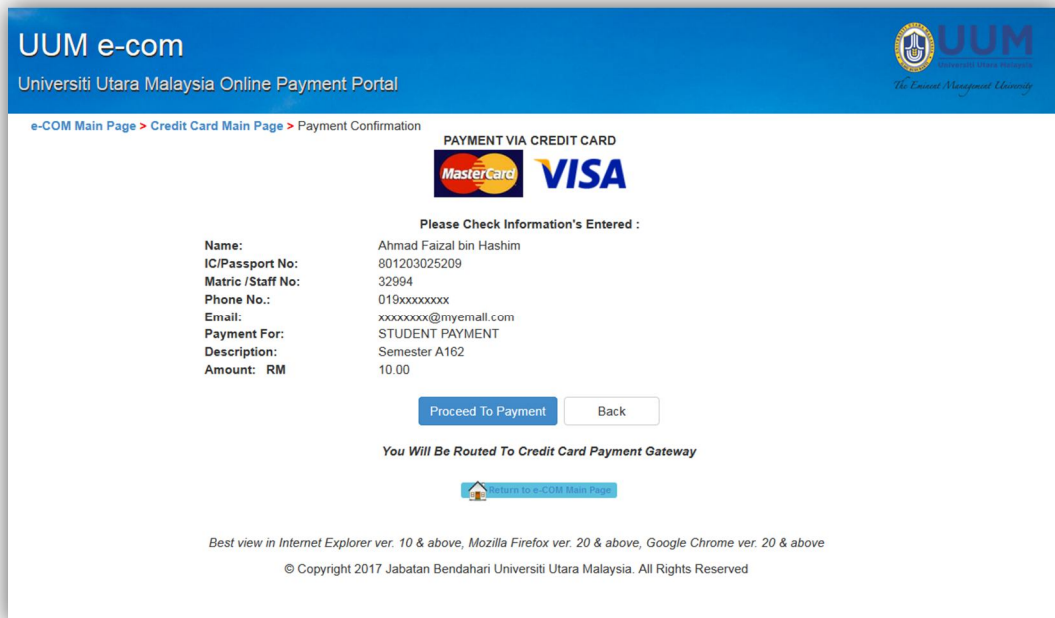 UUM e-com
Universiti Utara Malaysia Online Payment Portal
UUM
Universiti Utara Malaysia
The Eminent Management University
e-COM Main Page > Credit Card Main Page > Payment Confirmation
PAYMENT VIA CREDIT CARD
MasterCard VISA
Please Check Information's Entered :
Name: Ahmad Faizal bin Hashim
IC/Passport No: 801203025209
Matric /Staff No: 32994
Phone No.: 019xxxxxxxx
Email: xxxxxxxx@myemall.com
Payment For: STUDENT PAYMENT
Description: Semester A162
Amount: RM 10.00
Proceed To Payment Back
You Will Be Routed To Credit Card Payment Gateway
Return to e-COM Main Page
Best view in Internet Explorer ver. 10 & above, Mozilla Firefox ver. 20 & above, Google Chrome ver. 20 & above
© Copyright 2017 Jabatan Bendahari Universiti Utara Malaysia. All Rights Reserved